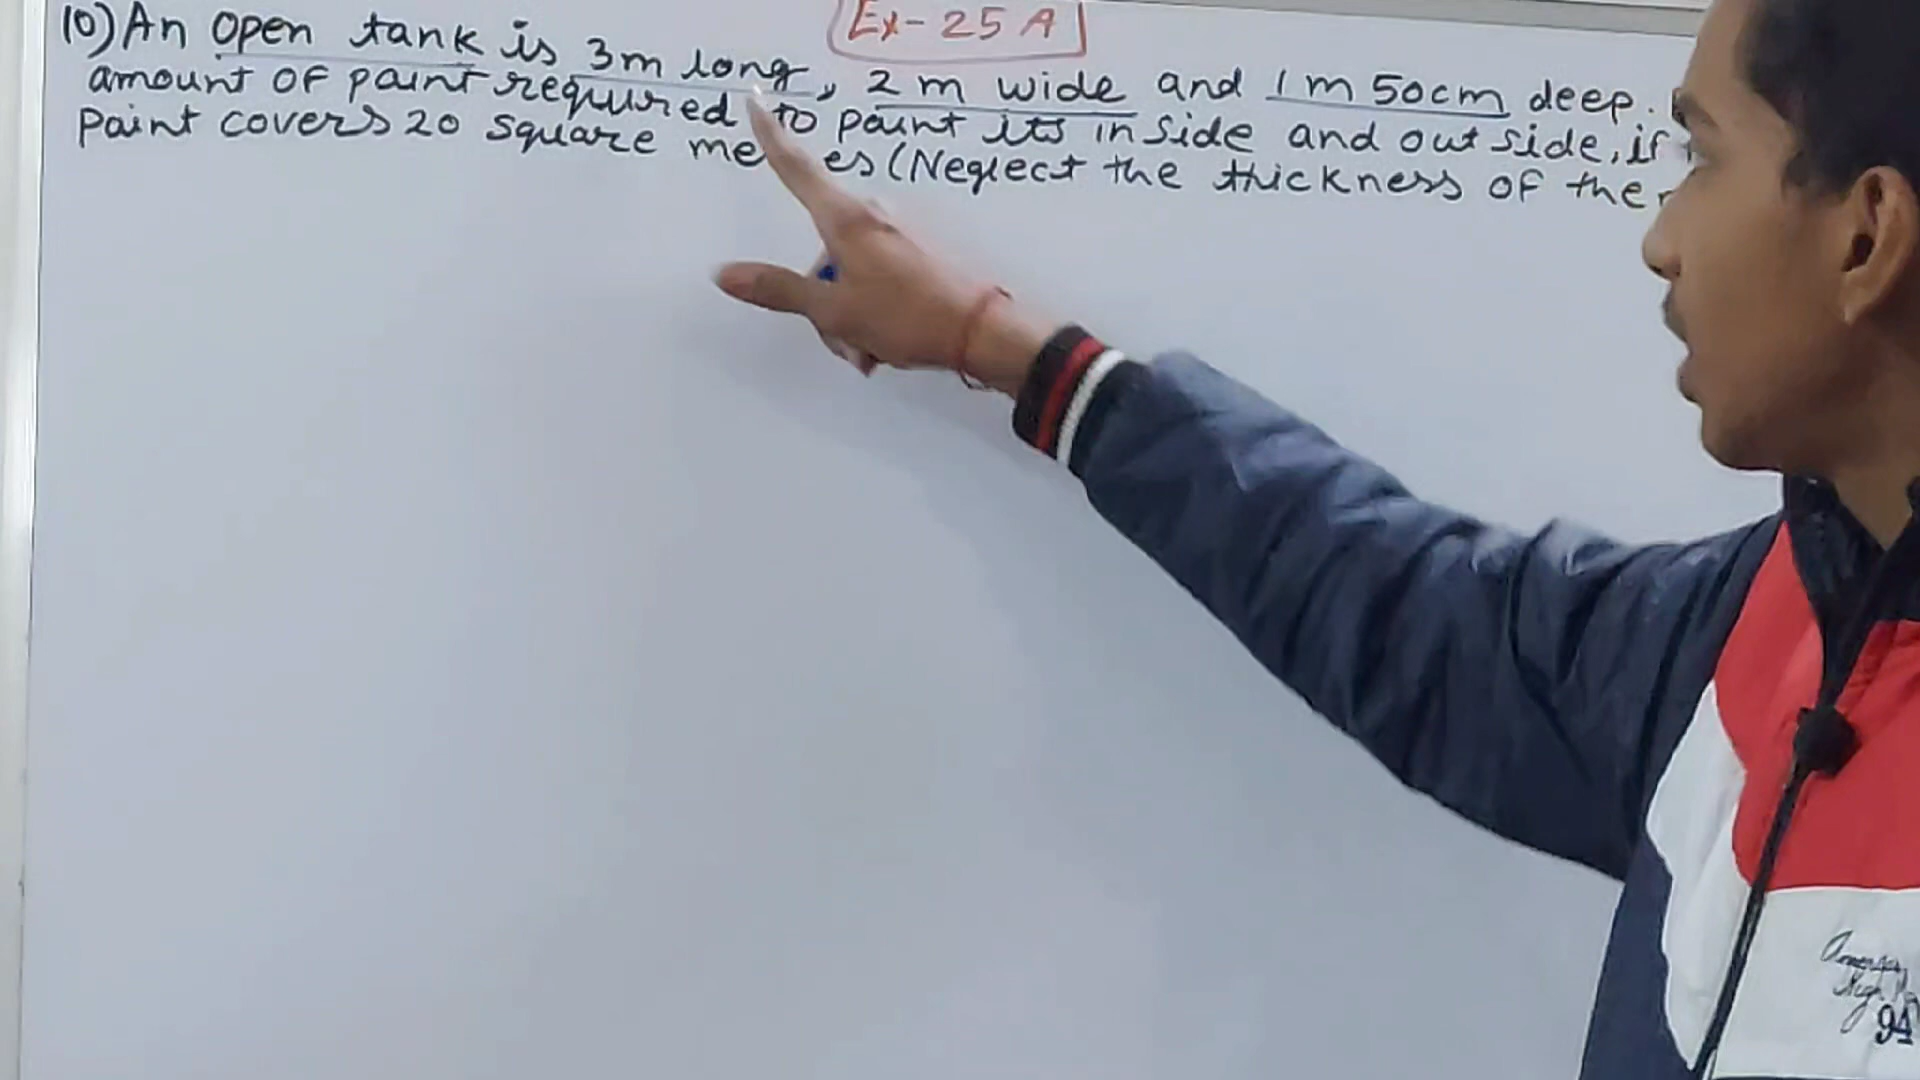 Ex-25 A
10) An open tank is 3m long, 2 m wide and 1 m 50cm deep.
amount of paint required to paint its inside and outside, if
paint covers 20 square me es (Neglect the thickness of the
94